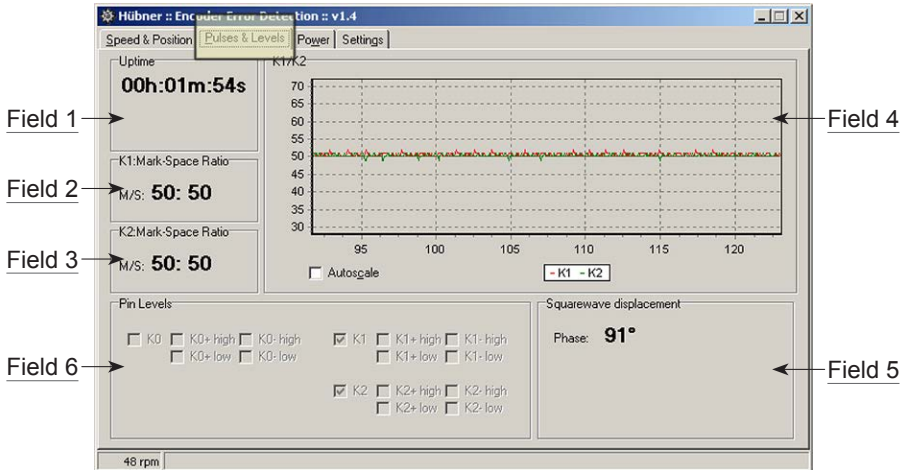 Hübner :: Encoder Error Detection :: v1.4
Speed & Position Pulses & Levels Power Settings
Uptime
00h:01m:54s
K1:Mark-Space Ratio
M/S: 50: 50
K2:Mark-Space Ratio
M/S: 50: 50
K1/K2
70
65
60
55
50
45
40
35
30
95 100 105 110 115 120
Autoscale
K1 K2
Pin Levels
K0 K0+ high K0- high
K0+ low K0- low
K1 K1+ high K1- high
K1+ low K1- low
K2 K2+ high K2- high
K2+ low K2- low
Squarewave displacement
Phase: 91°
48 rpm
Field 1
Field 2
Field 3
Field 4
Field 5
Field 6